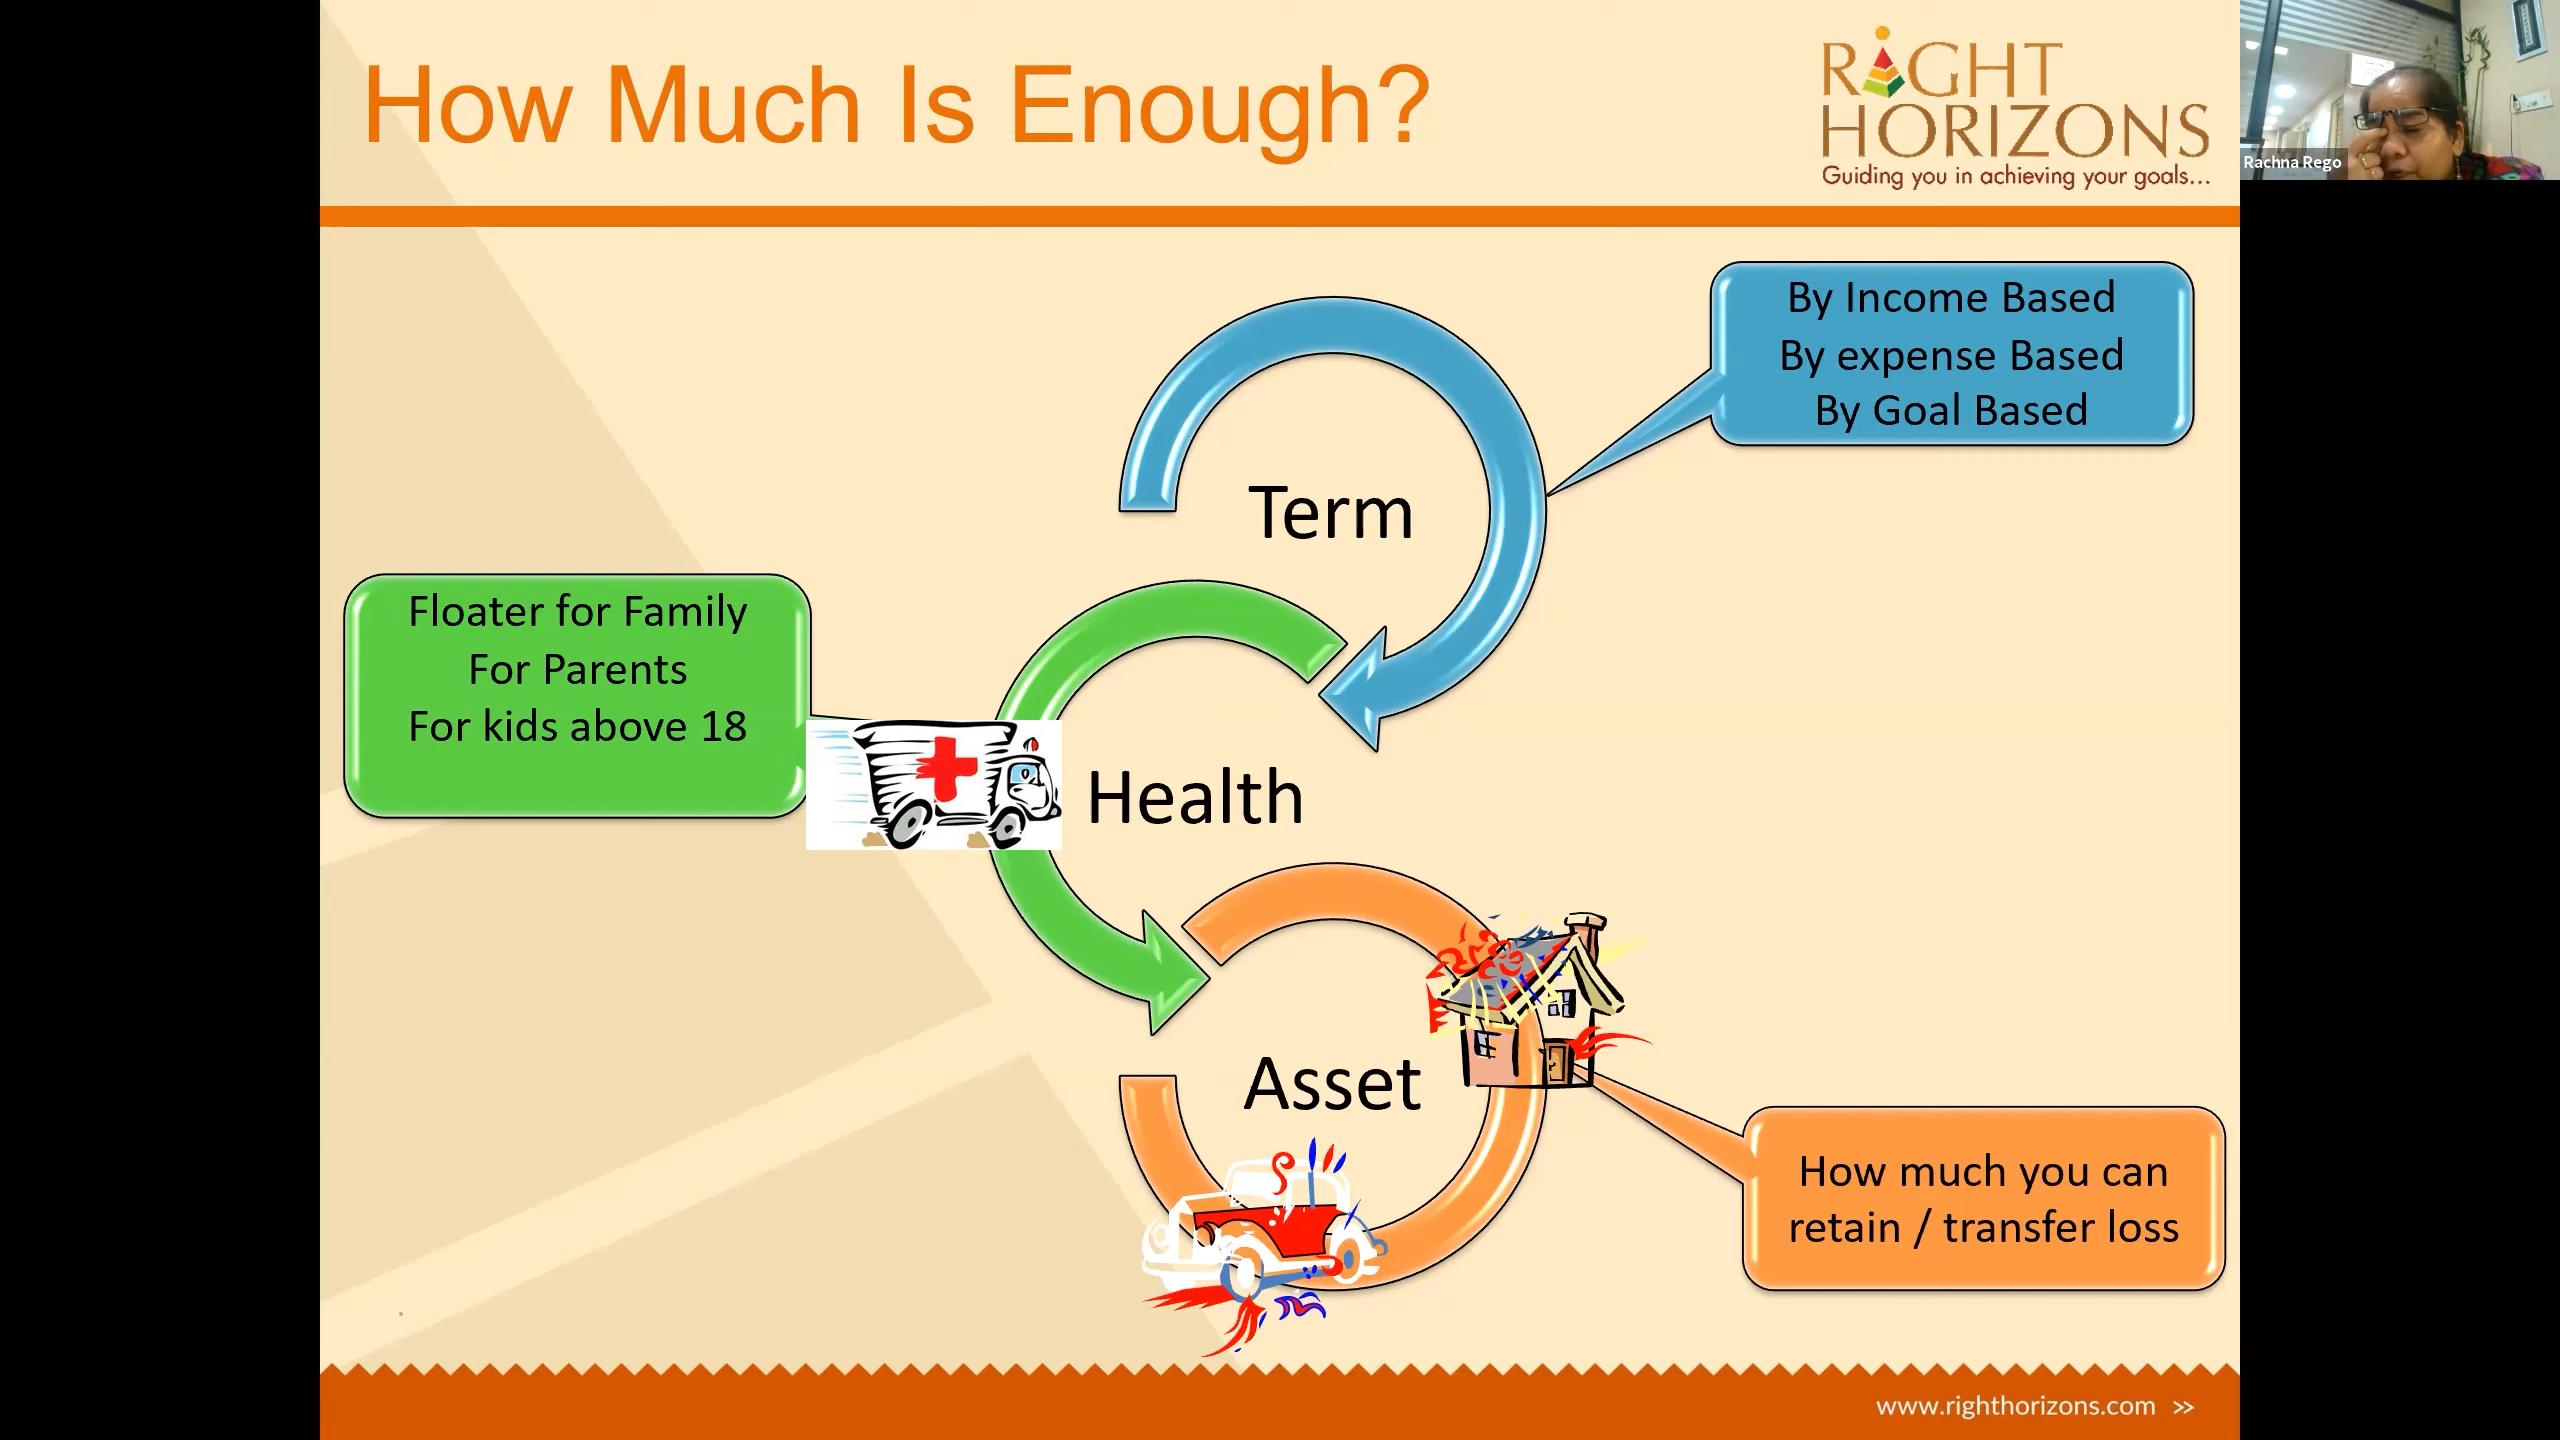 How Much Is Enough?
RIGHT
HORIZONS
Guiding you in achieving your goals...
Rachna Rego
By Income Based
By expense Based
By Goal Based
Term
Floater for Family
For Parents
For kids above 18
Health
Asset
How much you can
retain / transfer loss
www.righthorizons.com >>